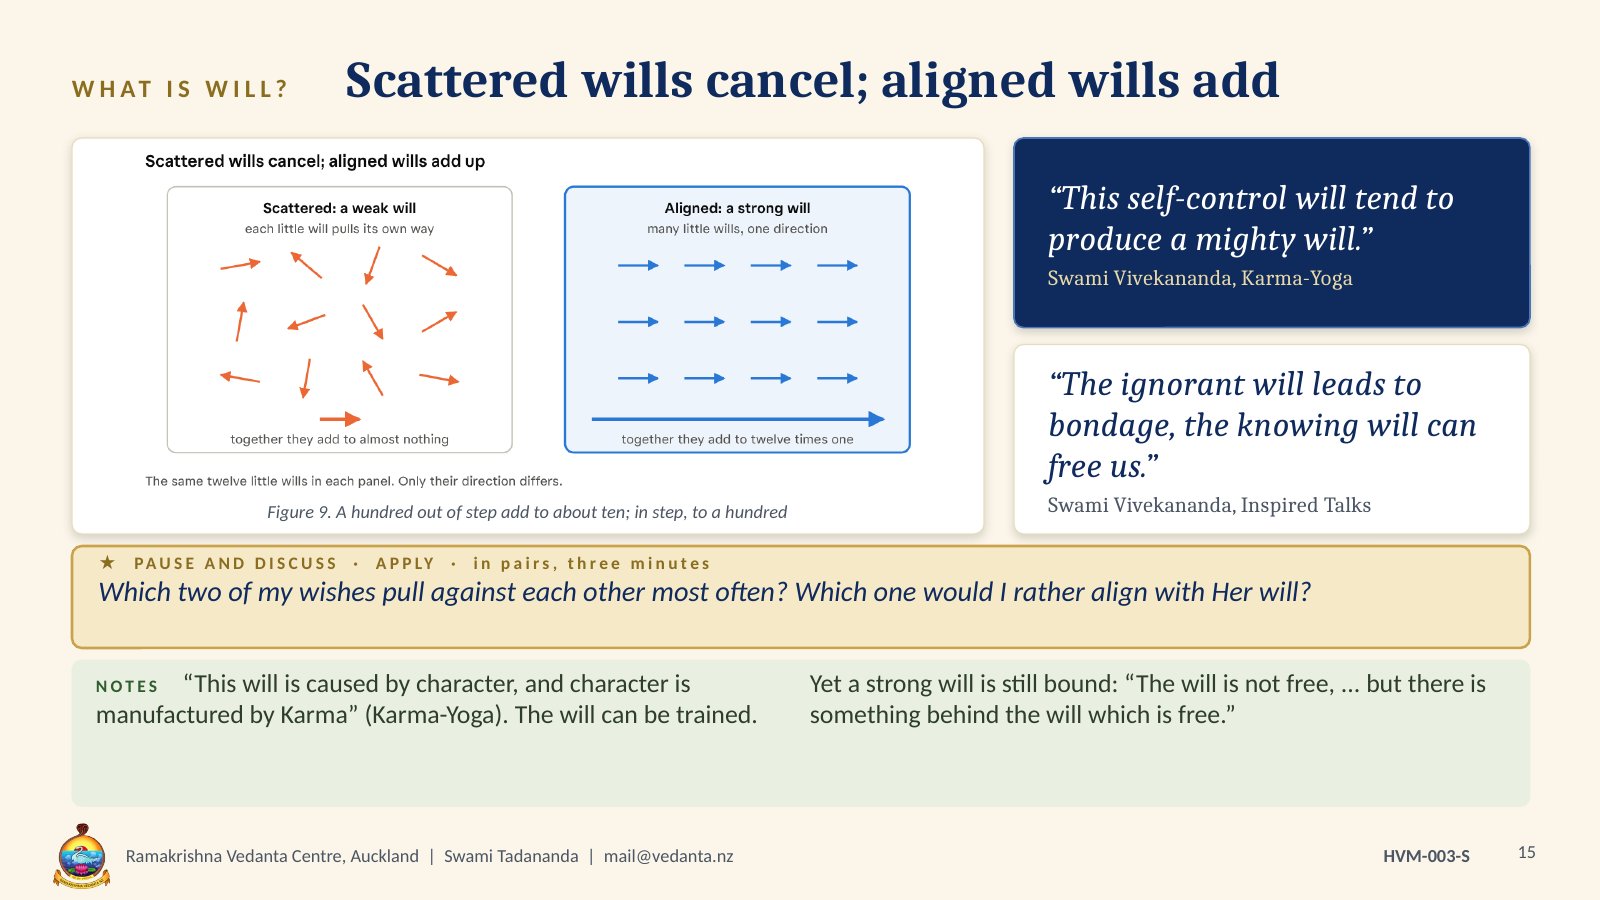 WHAT IS WILL?
Scattered wills cancel; aligned wills add
Scattered wills cancel; aligned wills add up
Scattered: a weak will
each little will pulls its own way
together they add to almost nothing
Aligned: a strong will
many little wills, one direction
together they add to twelve times one
The same twelve little wills in each panel. Only their direction differs.
Figure 9. A hundred out of step add to about ten; in step, to a hundred
“This self-control will tend to
produce a mighty will.”
Swami Vivekananda, Karma-Yoga
“The ignorant will leads to
bondage, the knowing will can
free us.”
Swami Vivekananda, Inspired Talks
★ PAUSE AND DISCUSS · APPLY · in pairs, three minutes
Which two of my wishes pull against each other most often? Which one would I rather align with Her will?
NOTES “This will is caused by character, and character is
manufactured by Karma” (Karma-Yoga). The will can be trained.
Yet a strong will is still bound: “The will is not free, ... but there is
something behind the will which is free.”
Ramakrishna Vedanta Centre, Auckland | Swami Tadananda | mail@vedanta.nz
HVM-003-S
15